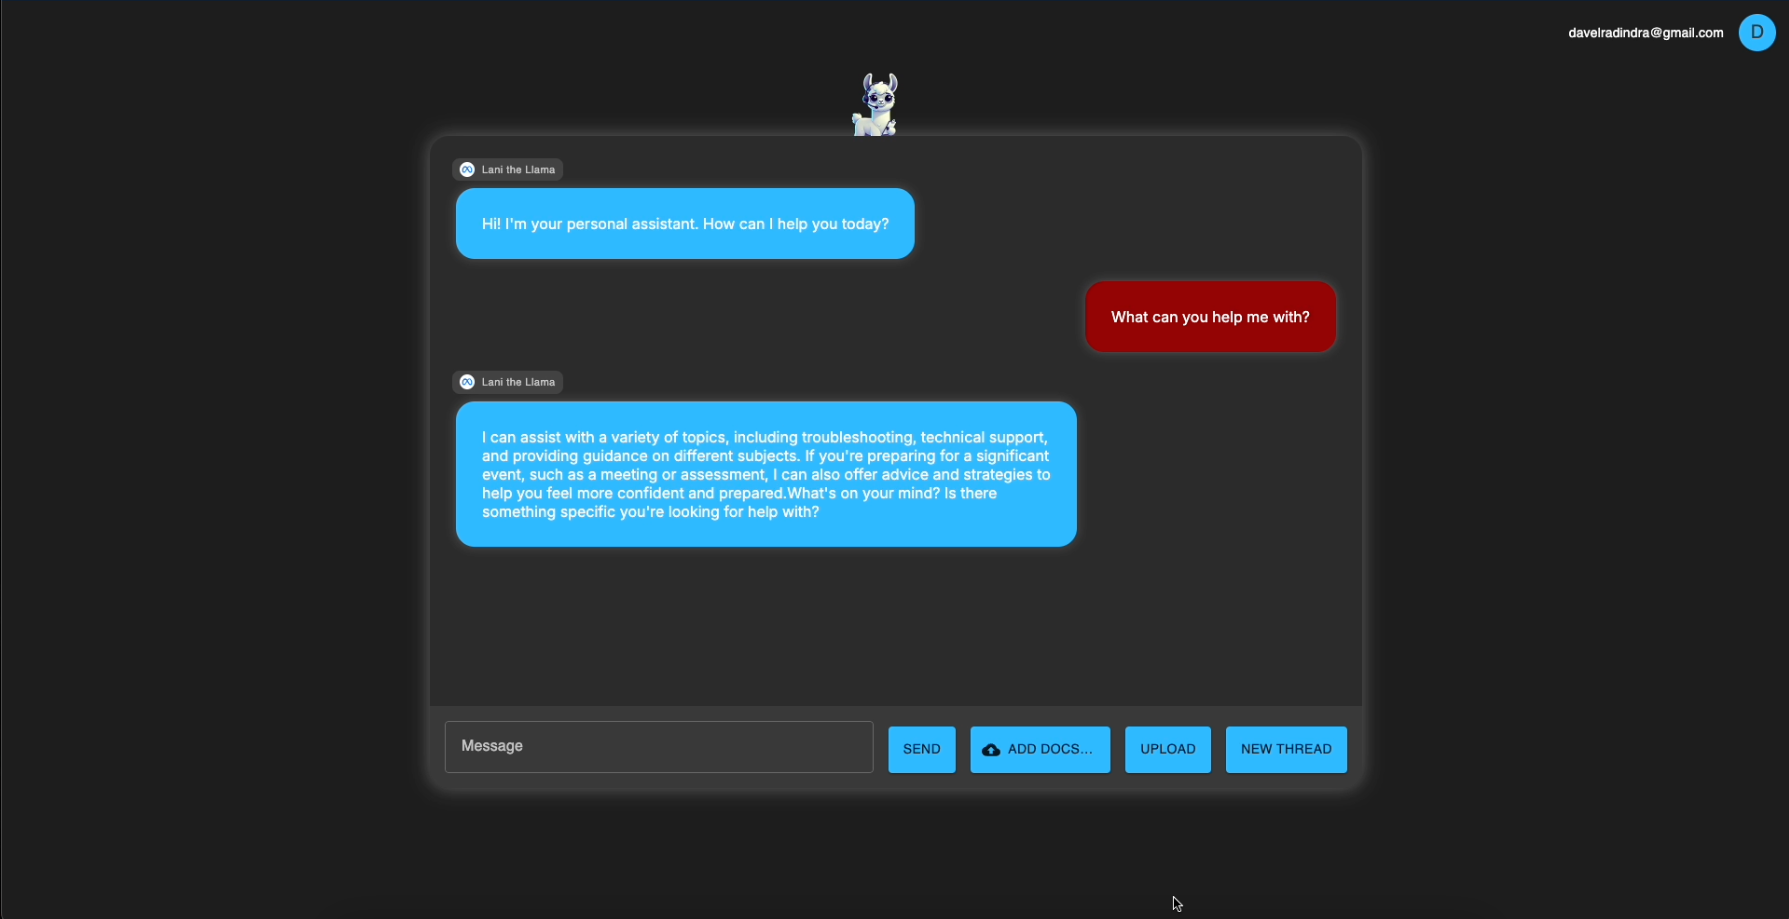 davelradindra@gmail.com
D
Lani the Llama
Hi! I'm your personal assistant. How can I help you today?
What can you help me with?
Lani the Llama
I can assist with a variety of topics, including troubleshooting, technical support,
and providing guidance on different subjects. If you're preparing for a significant
event, such as a meeting or assessment, I can also offer advice and strategies to
help you feel more confident and prepared.What's on your mind? Is there
something specific you're looking for help with?
Message
SEND
ADD DOCS...
UPLOAD
NEW THREAD